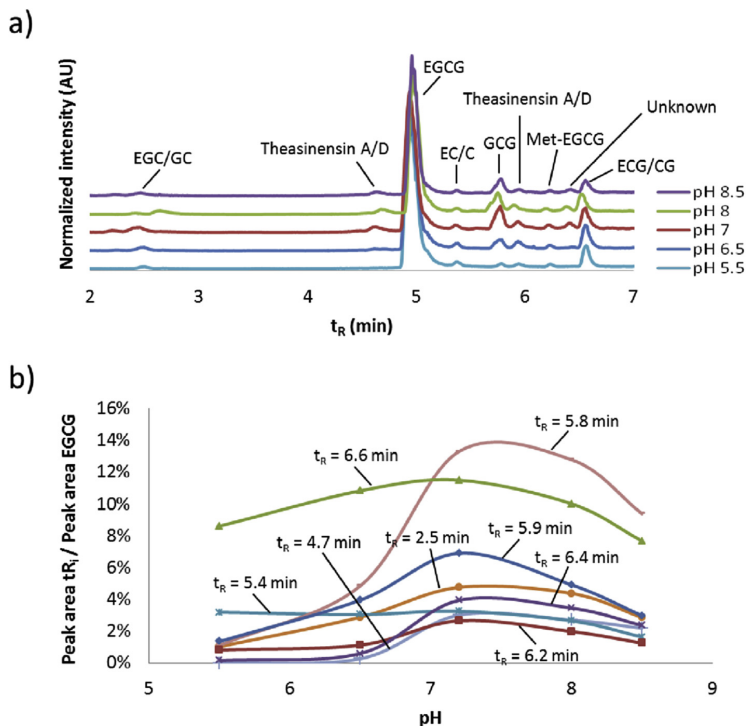 a)
Normalized intensity (AU)
EGCG
Theasinensin A/D
Unknown
EGC/GC
Theasinensin A/D
EC/C
GCG
Met-EGCG
ECG/CG
pH 8.5
pH 8
pH 7
pH 6.5
pH 5.5
2
3
4
5
6
7
tR (min)
b)
Peak area tRi / Peak area EGCG
16%
14%
12%
10%
8%
6%
4%
2%
0%
tR = 5.8 min
tR = 6.6 min
tR = 5.9 min
tR = 4.7 min
tR = 2.5 min
tR = 6.4 min
tR = 5.4 min
tR = 6.2 min
5
6
7
8
9
pH